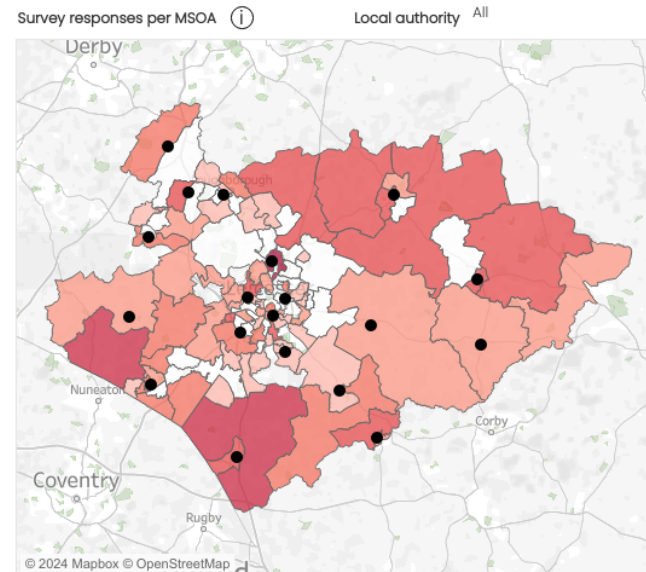 Survey responses per MSOA i
Local authority All
Derby
Nuneaton
Corby
Coventry
Rugby
© 2024 Mapbox © OpenStreetMap